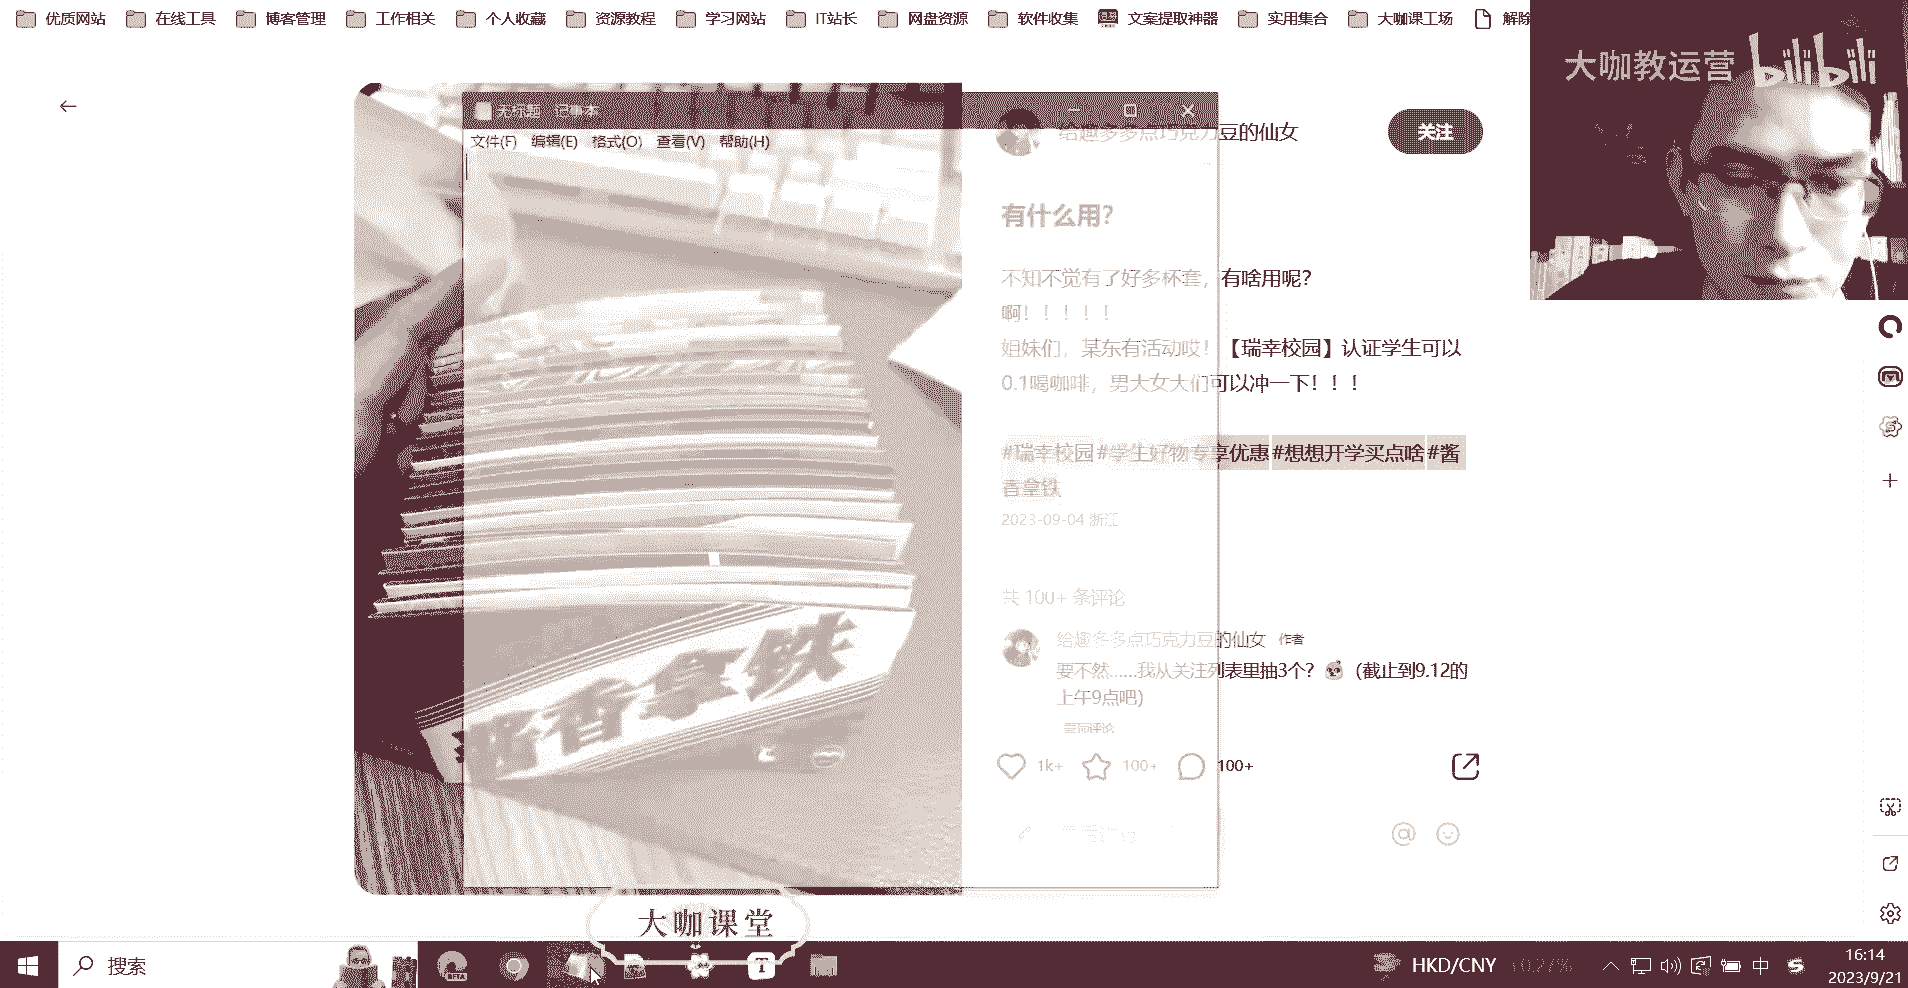 优质网站 在线工具 博客管理 工作相关 个人收藏 资源教程 学习网站 IT站长 网盘资源 软件收集 文案提取神器 实用集合 大咖课工场 解除
大咖教运营 bilibili
无标题 - 记事本
文件(F) 编辑(E) 格式(O) 查看(V) 帮助(H)
给趣多多点巧克力豆的仙女
关注
有什么用?
不知不觉有了好多杯套，有啥用呢?
啊! ! ! ! !
姐妹们，某东有活动哎! 【瑞幸校园】认证学生可以
0.1喝咖啡，男大女大们可以冲一下! ! !
#瑞幸校园 #学生好物专享优惠 #想想开学买点啥 #酱
香拿铁
2023-09-04 浙江
共 100+ 条评论
给趣多多点巧克力豆的仙女 作者
要不然......我从关注列表里抽3个? (截止到9.12的
上午9点吧)
置顶评论
1k+ 100+ 100+
酱香拿铁
大咖课堂
搜索
BETA
HKD/CNY +0.27%
中
16:14
2023/9/21